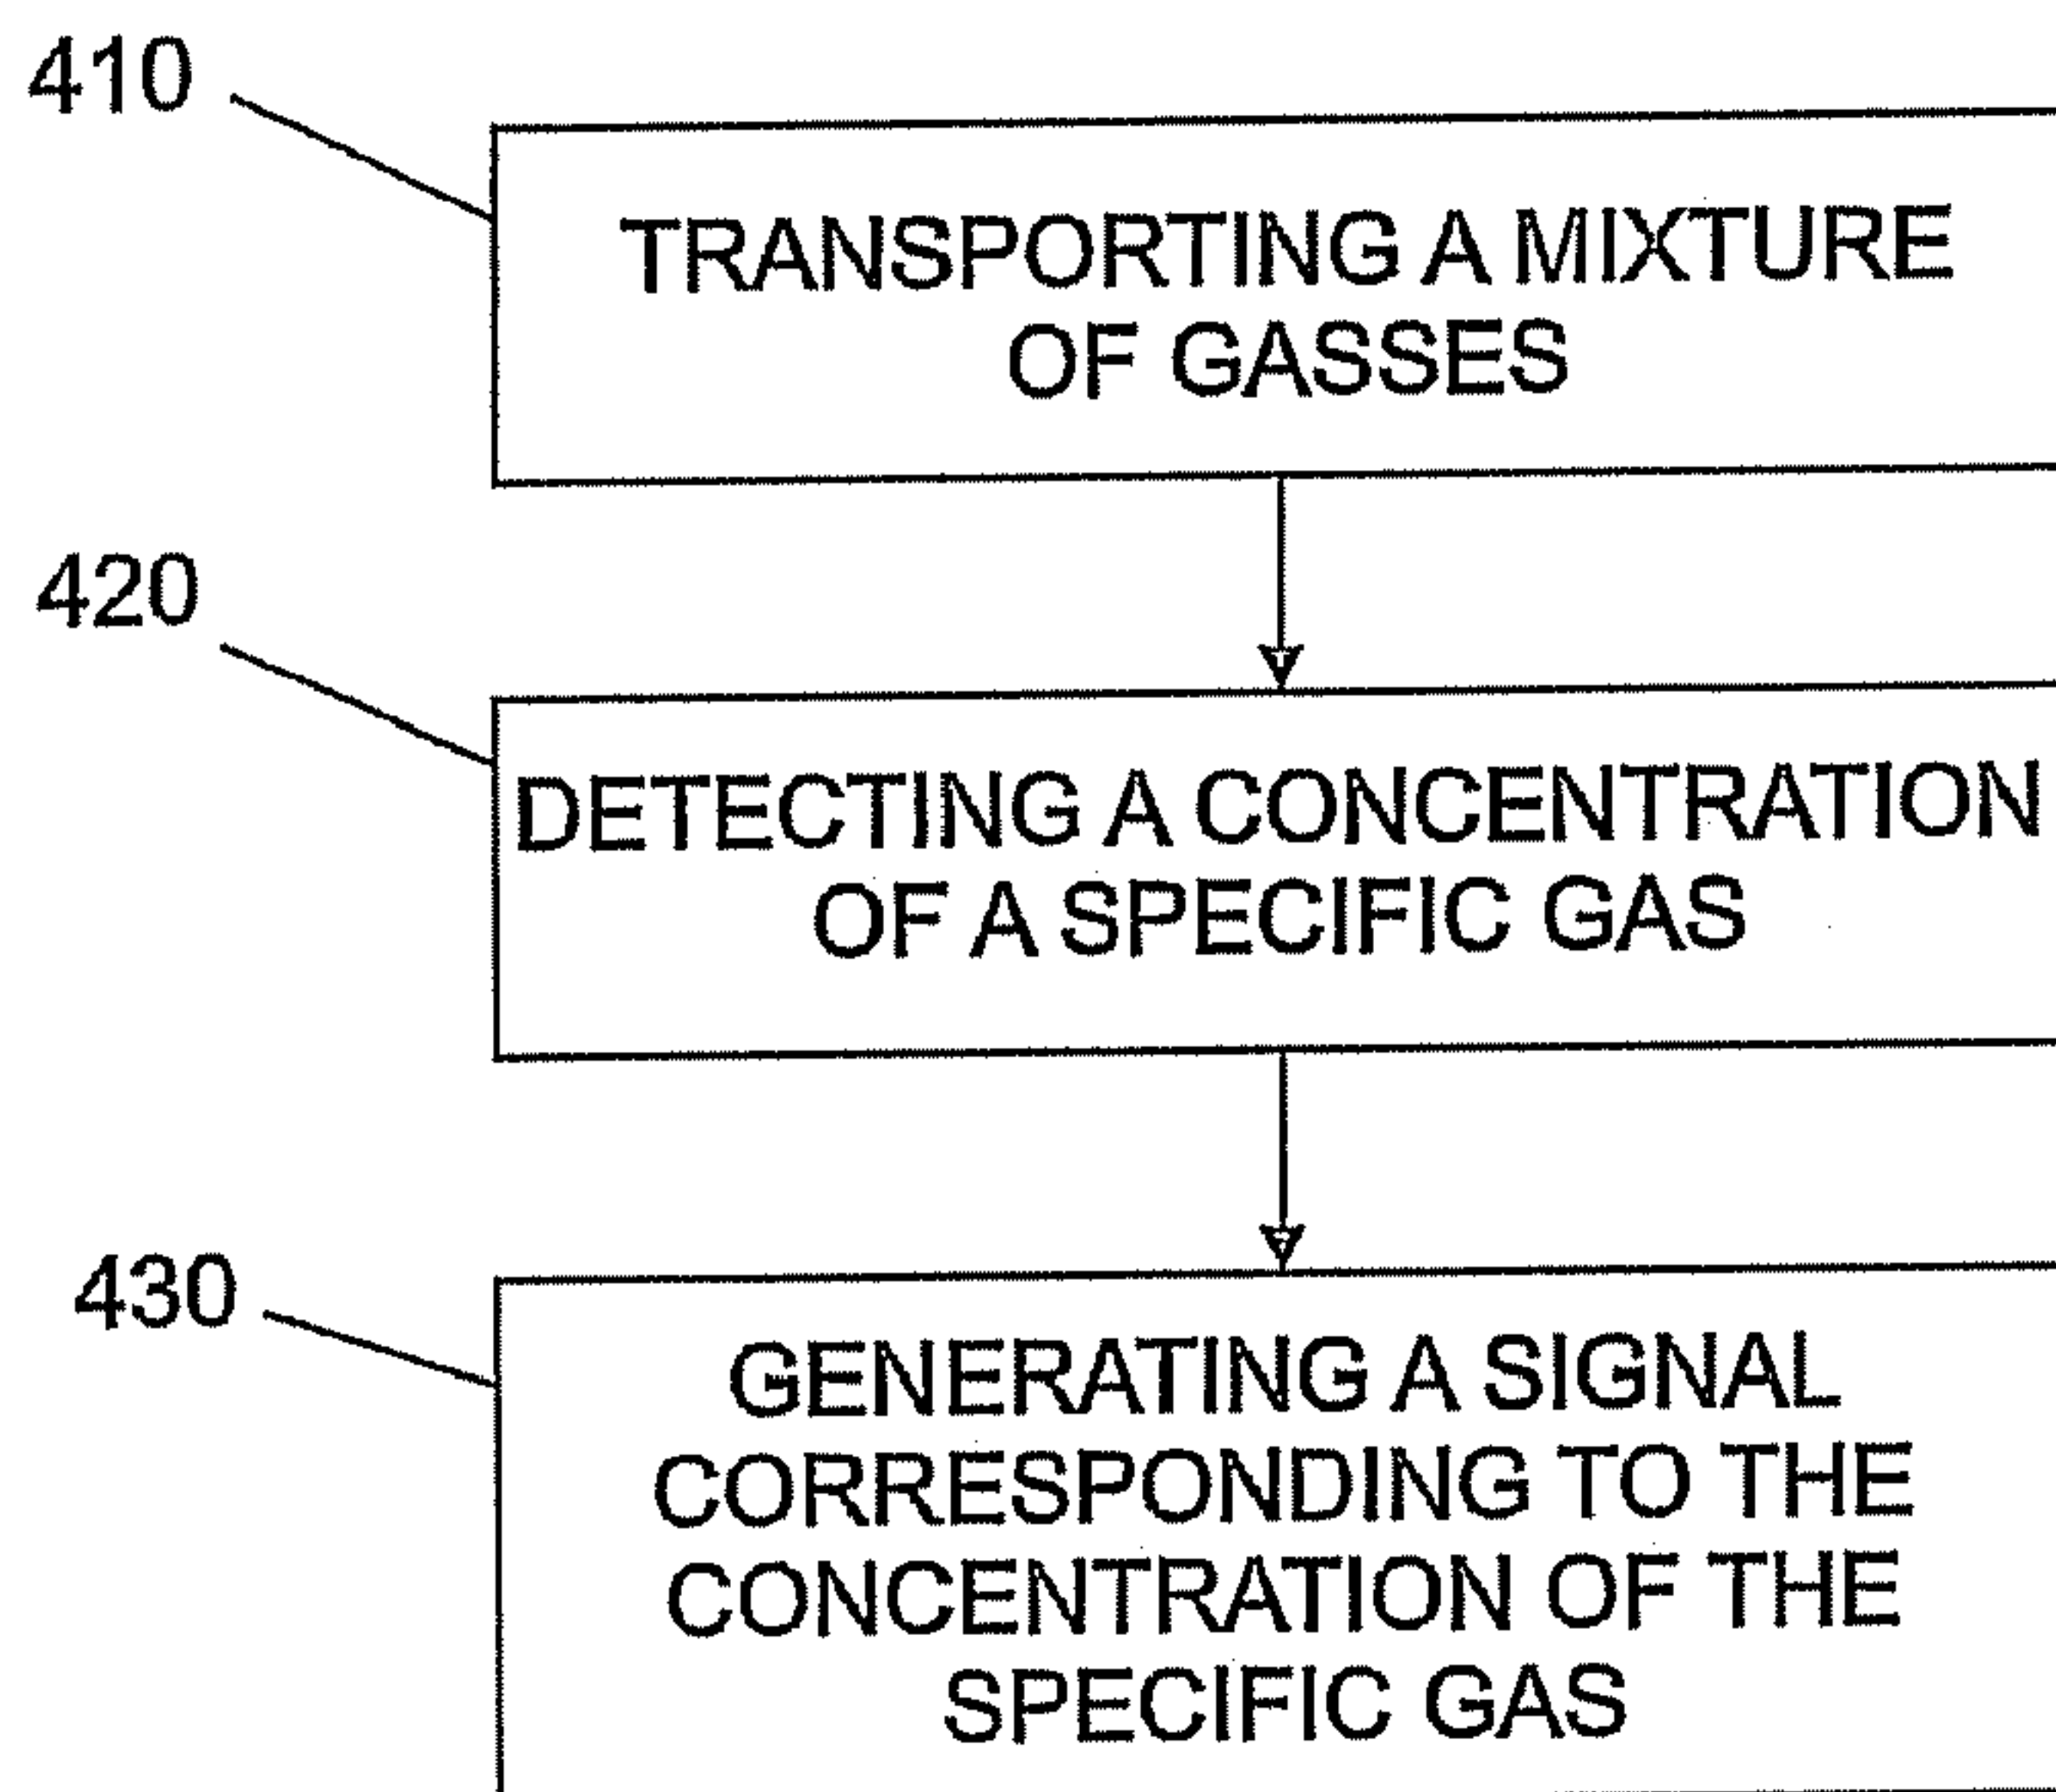 410
TRANSPORTING A MIXTURE
OF GASSES
420
DETECTING A CONCENTRATION
OF A SPECIFIC GAS
430
GENERATING A SIGNAL
CORRESPONDING TO THE
CONCENTRATION OF THE
SPECIFIC GAS